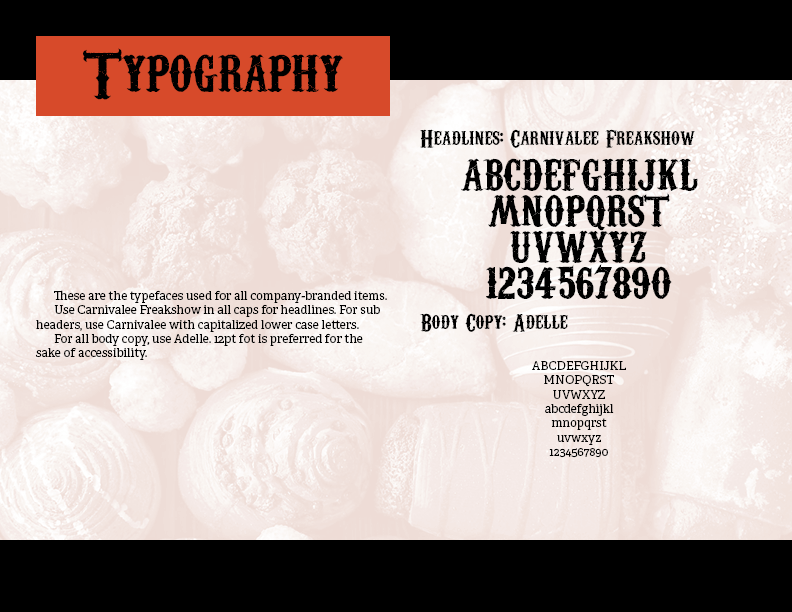 Typography
These are the typefaces used for all company-branded items.
Use Carnivalee Freakshow in all caps for headlines. For sub
headers, use Carnivalee with capitalized lower case letters.
For all body copy, use Adelle. 12pt fot is preferred for the
sake of accessibility.
Headlines: Carnivalee Freakshow
ABCDEFGHIJKL
MNOPQRST
UVWXYZ
1234567890
Body Copy: Adelle
ABCDEFGHIJKL
MNOPQRST
UVWXYZ
abcdefghijkl
mnopqrst
uvwxyz
1234567890